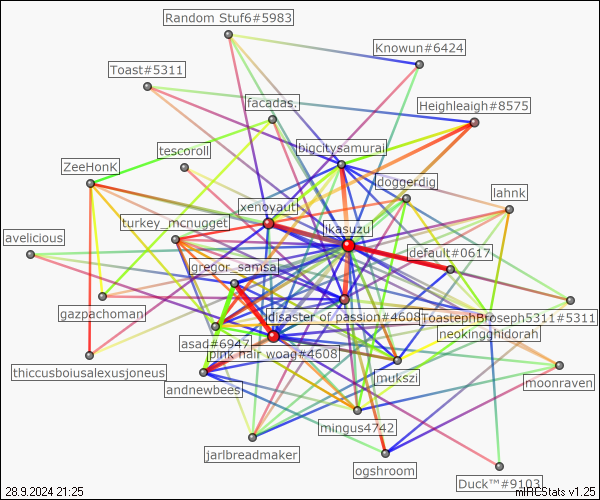 Random Stuf6#5983
Knowun#6424
Toast#5311
facadas.
Heighleaigh#8575
tescoroll
bigcitysamurai
ZeeHonK
doggerdig
lahnk
xenoyaut
turkey_mcnugget
jkasuzu
avelicious
default#0617
gregor_samsa
gazpachoman
disaster of passion#4608
ToastephBroseph5311#5311
asad#6947
neokingghidorah
pink hair woag#4608
thiccusboiusalexusjoneus
mukszi
andnewbees
moonraven
mingus4742
jarlbreadmaker
ogshroom
Duck™#9103
28.9.2024 21:25
mIRCStats v1.25